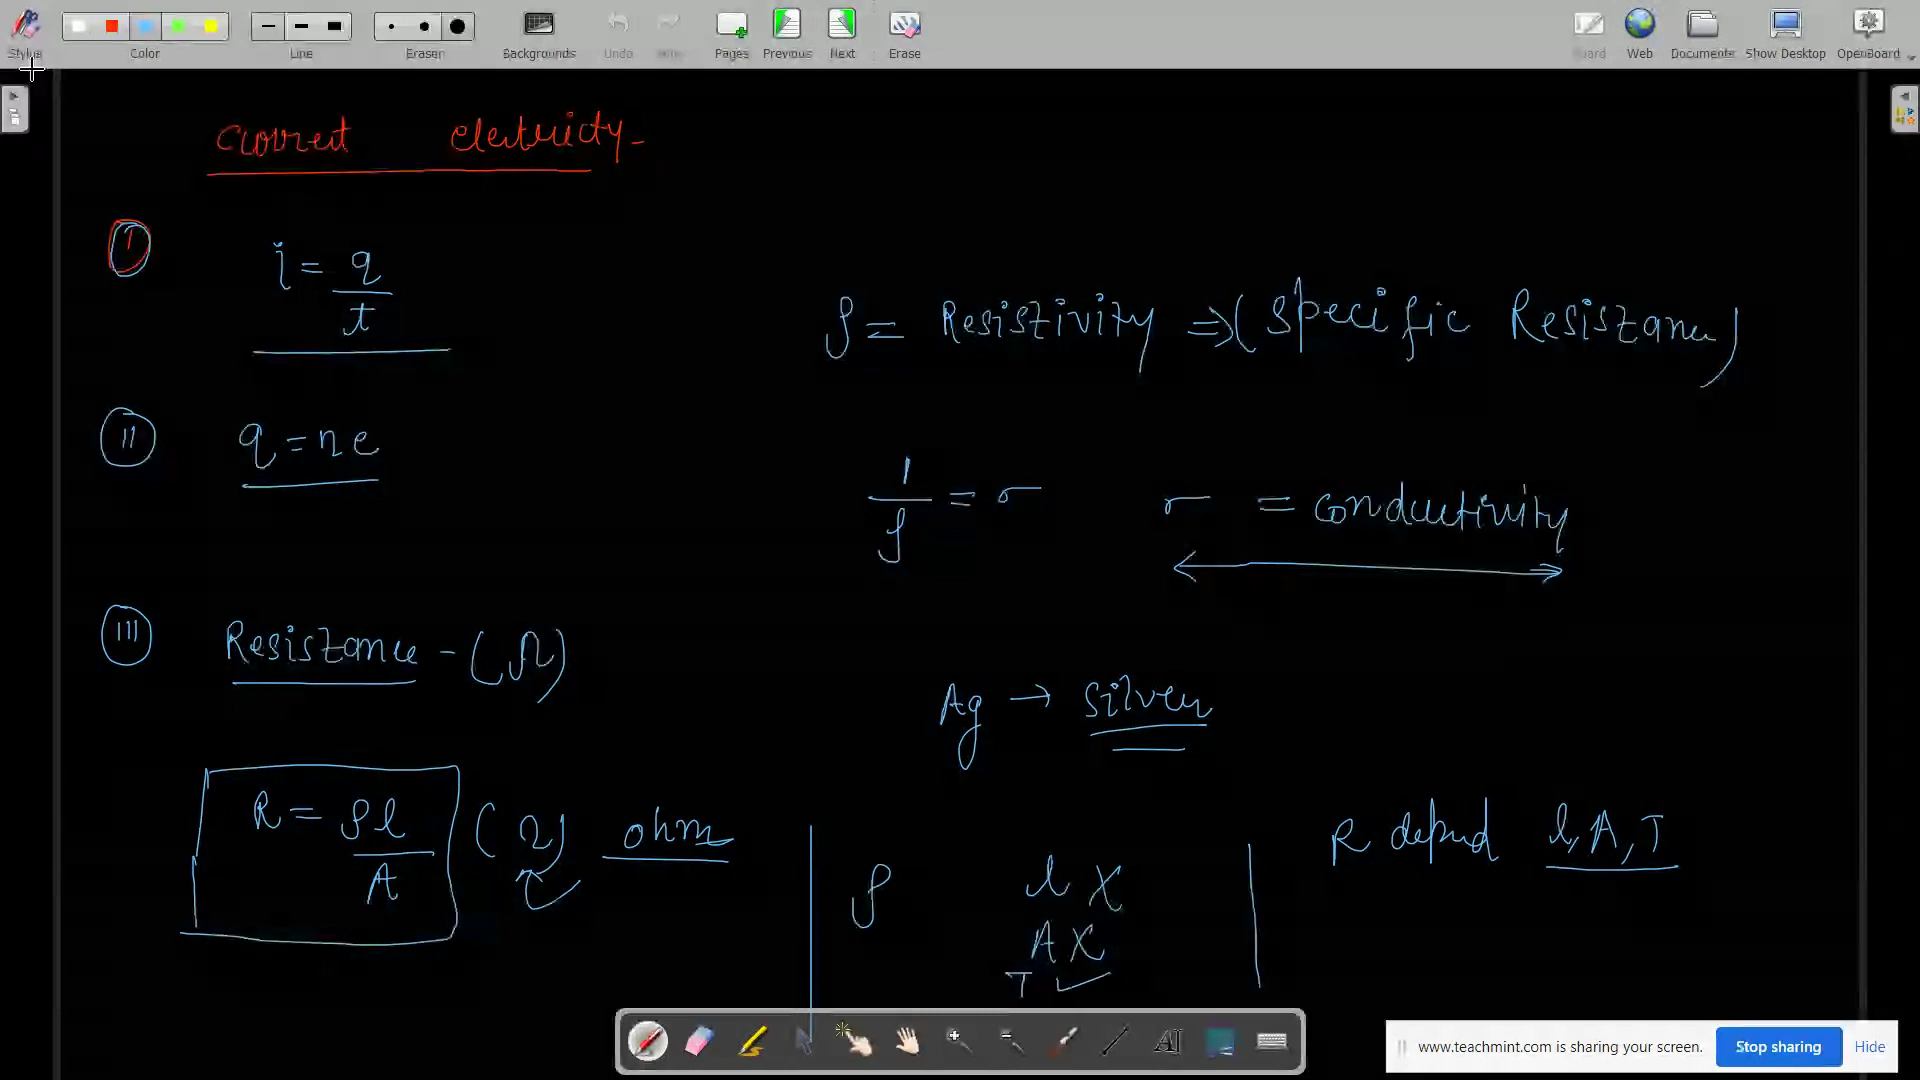 Stylus
Color
Line
Eraser
Backgrounds
Undo
Pages
Previous
Next
Erase
Board
Web
Documents
Show Desktop
OpenBoard
Current electricity-
I
i = q
t
ρ = Resistivity ⇒ (Specific Resistance)
II
q = ne
1
ρ
= σ
σ = conductivity
III
Resistance - (Ω)
Ag → silver
R = ρl
A
(Ω) ohm
R depend l, A, T
ρ
l X
A X
T ✓
www.teachmint.com is sharing your screen.
Stop sharing
Hide